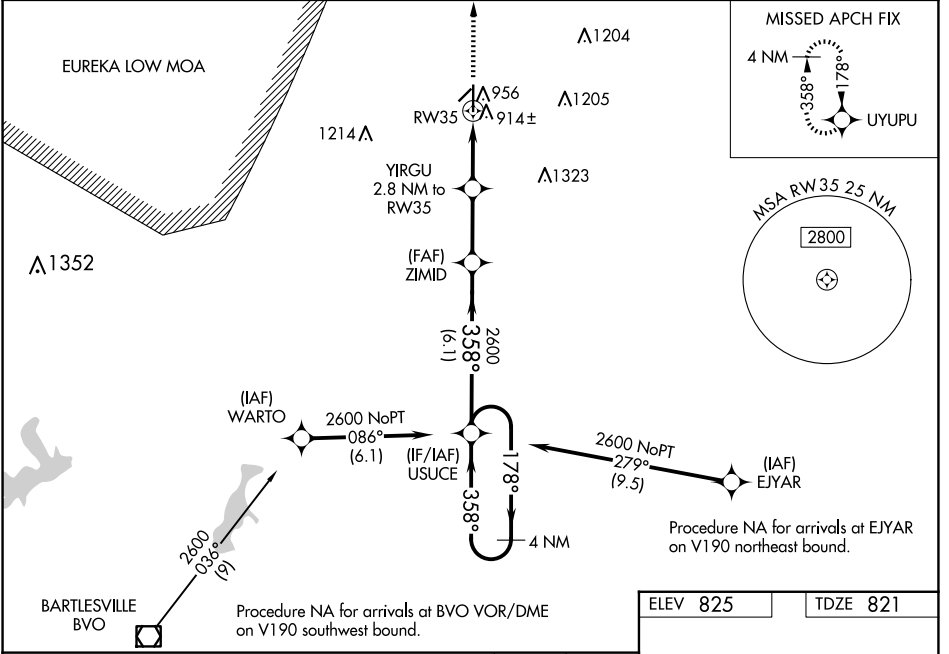 MISSED APCH FIX
4 NM
358°
178°
UYUPU
EUREKA LOW MOA
1204
956
1205
RW35
914±
1214
YIRGU
2.8 NM to
RW35
1323
MSA RW35 25 NM
2800
1352
(FAF)
ZIMID
2600
358°
(6.1)
(IAF)
WARTO
2600 NoPT
086°
(6.1)
(IF/IAF)
USUCE
178°
358°
4 NM
2600 NoPT
279°
(9.5)
(IAF)
EJYAR
Procedure NA for arrivals at EJYAR
on V190 northeast bound.
2600
036°
(9)
BARTLESVILLE
BVO
Procedure NA for arrivals at BVO VOR/DME
on V190 southwest bound.
ELEV 825
TDZE 821